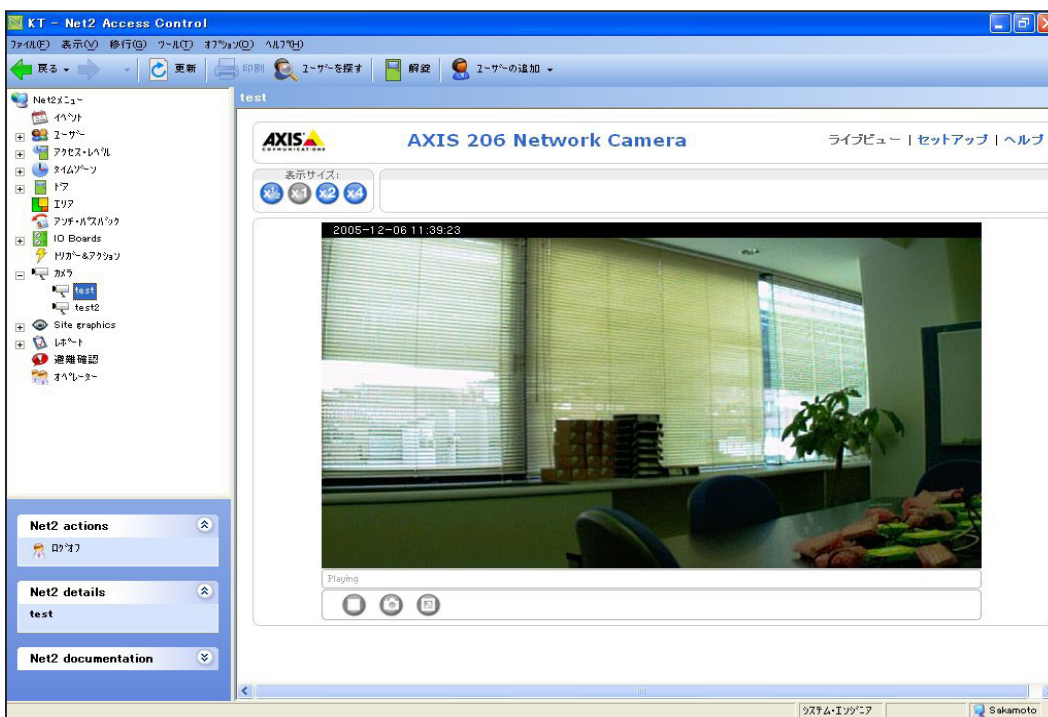 KT - Net2 Access Control
ファイル(F) 表示(V) 移行(G) ツール(T) オプション(O) ヘルプ(H)
戻る 更新 印刷 ユーザーを探す 解錠 ユーザーの追加
Net2メニュー
イベント
ユーザー
アクセス・レベル
タイムゾーン
ドア
エリア
アンチ・パスバック
IO Boards
トリガー&アクション
カメラ
test
test2
Site graphics
レポート
避難確認
オペレーター
Net2 actions
ログオフ
Net2 details
test
Net2 documentation
test
AXIS
COMMUNICATIONS
AXIS 206 Network Camera
ライブビュー | セットアップ | ヘルプ
表示サイズ:
x½ x1 x2 x4
2005-12-06 11:39:23
Playing
システム・エンジニア
Sakamoto